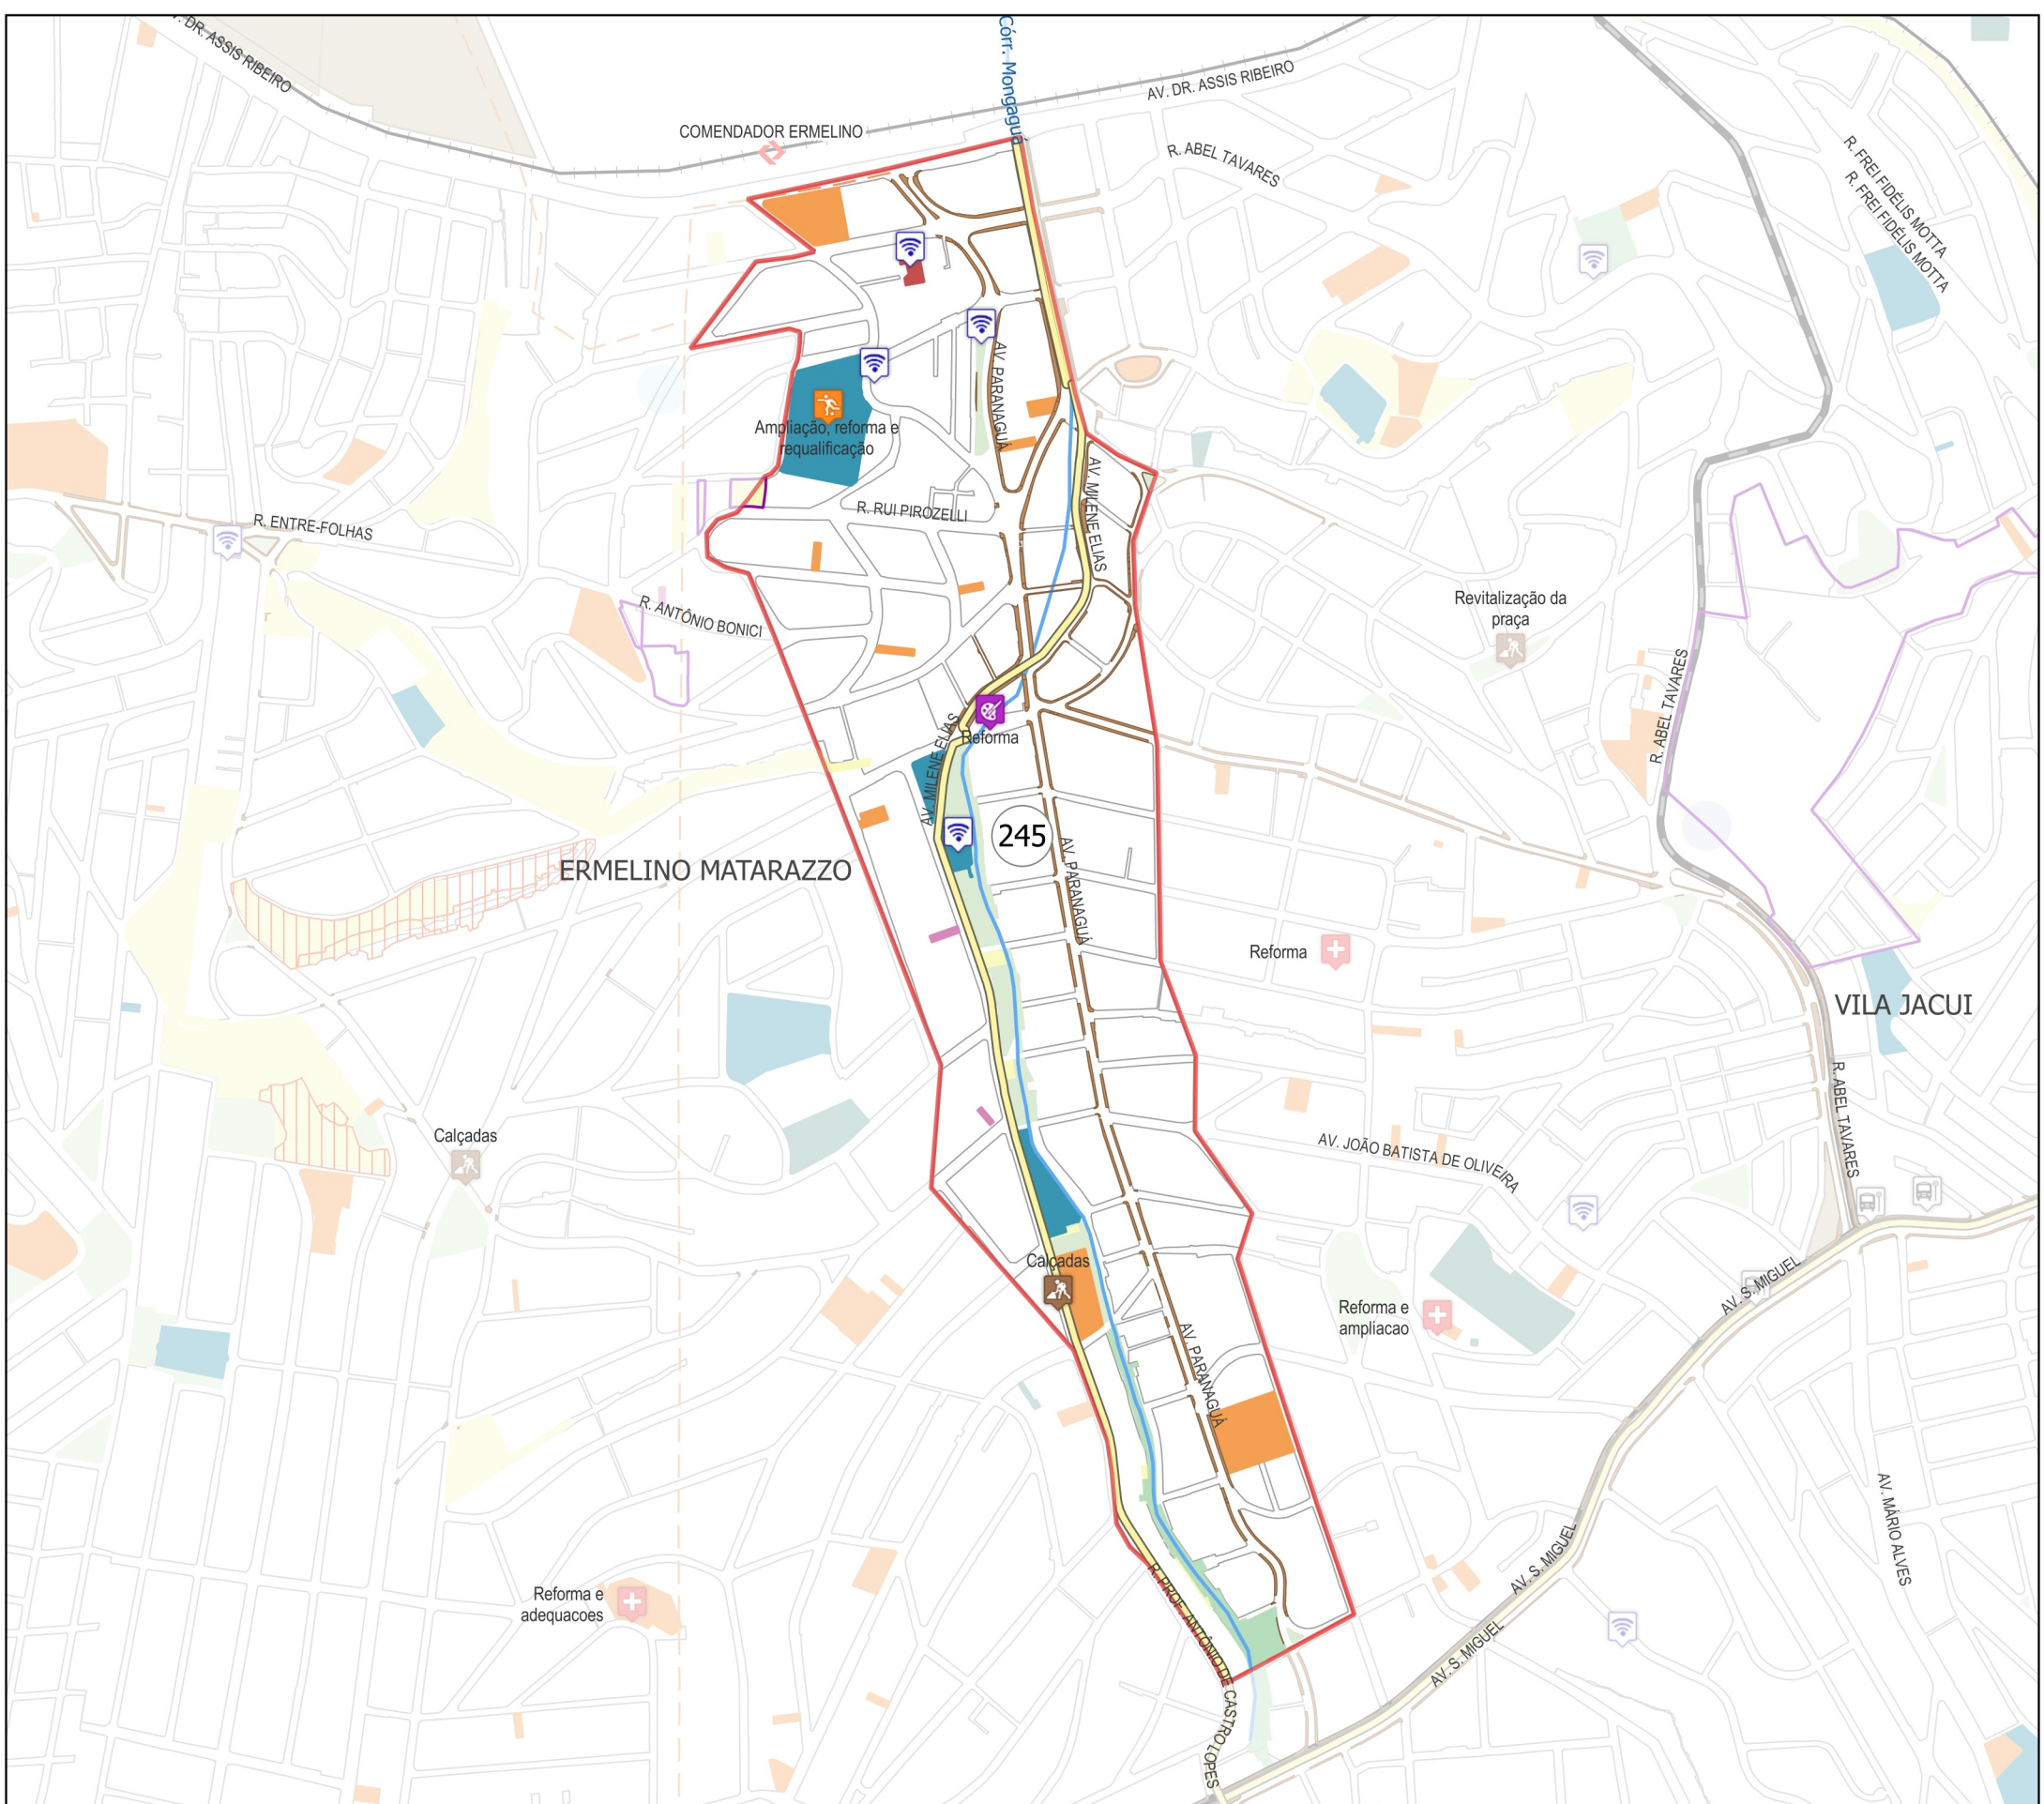 AV. DR. ASSIS RIBEIRO
Córr. Mongaguá
AV. DR. ASSIS RIBEIRO
COMENDADOR ERMELINO
R. ABEL TAVARES
R. FREI FIDÉLIS MOTTA
R. FREI FIDÉLIS MOTTA
AV. PARANAGUÁ
Ampliação, reforma e
requalificação
AV. MILENE ELIAS
R. RUI PIROZELLI
R. ENTRE-FOLHAS
R. ANTÔNIO BONICI
Revitalização da
praça
R. ABEL TAVARES
AV. MILENE ELIAS
Reforma
245
AV. PARANAGUÁ
ERMELINO MATARAZZO
Reforma
VILA JACUI
R. ABEL TAVARES
Calçadas
AV. JOÃO BATISTA DE OLIVEIRA
Calçadas
AV. S. MIGUEL
Reforma e
ampliacao
AV. PARANAGUÁ
AV. MÁRIO ALVES
AV. S. MIGUEL
Reforma e
adequacoes
R. PROF. ANTÔNIO DE CASTRO LOPES
AV. S. MIGUEL